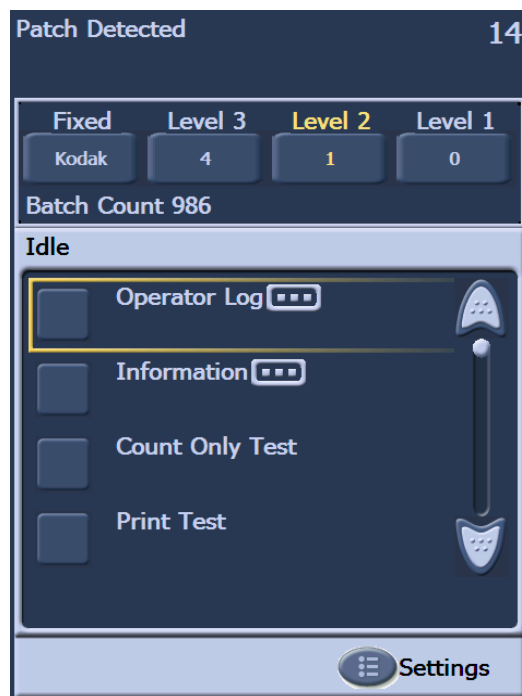 Patch Detected 14
Fixed Level 3 Level 2 Level 1
Kodak 4 1 0
Batch Count 986
Idle
Operator Log
Information
Count Only Test
Print Test
Settings